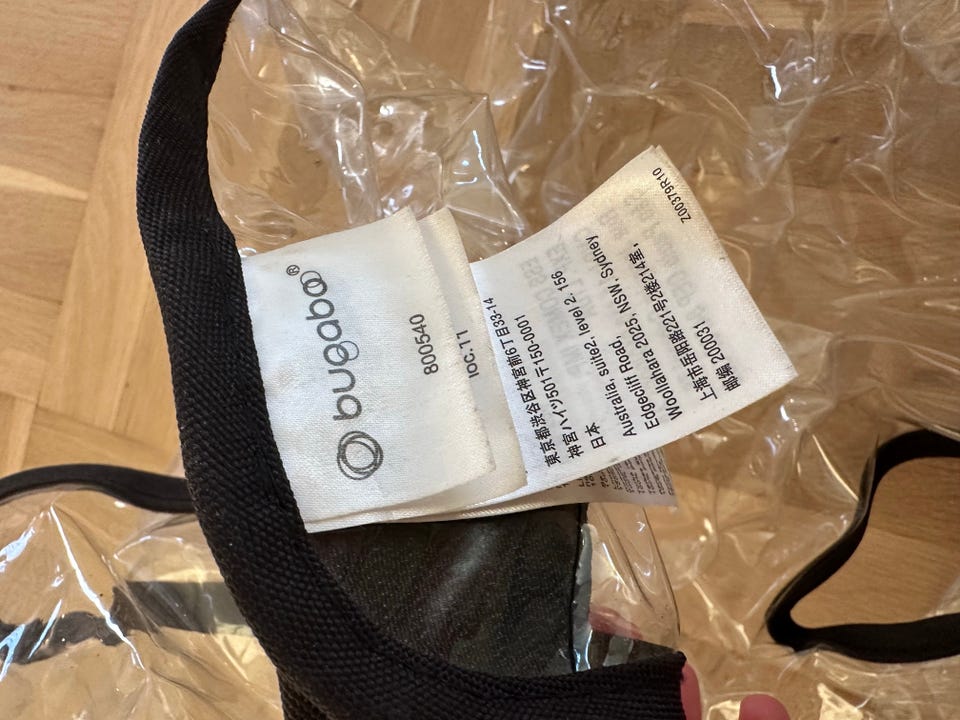 bugaboo®
800540
loc.11
東京都渋谷区神宮前6丁目33-14
神宮ハイツ501〒150-0001
日本
Australia, suite2, level 2, 156
Edgecliff Road,
Woollahara 2025, NSW, Sydney
上海市岳阳路221号2楼214室,
邮编 200031
Z00379R10